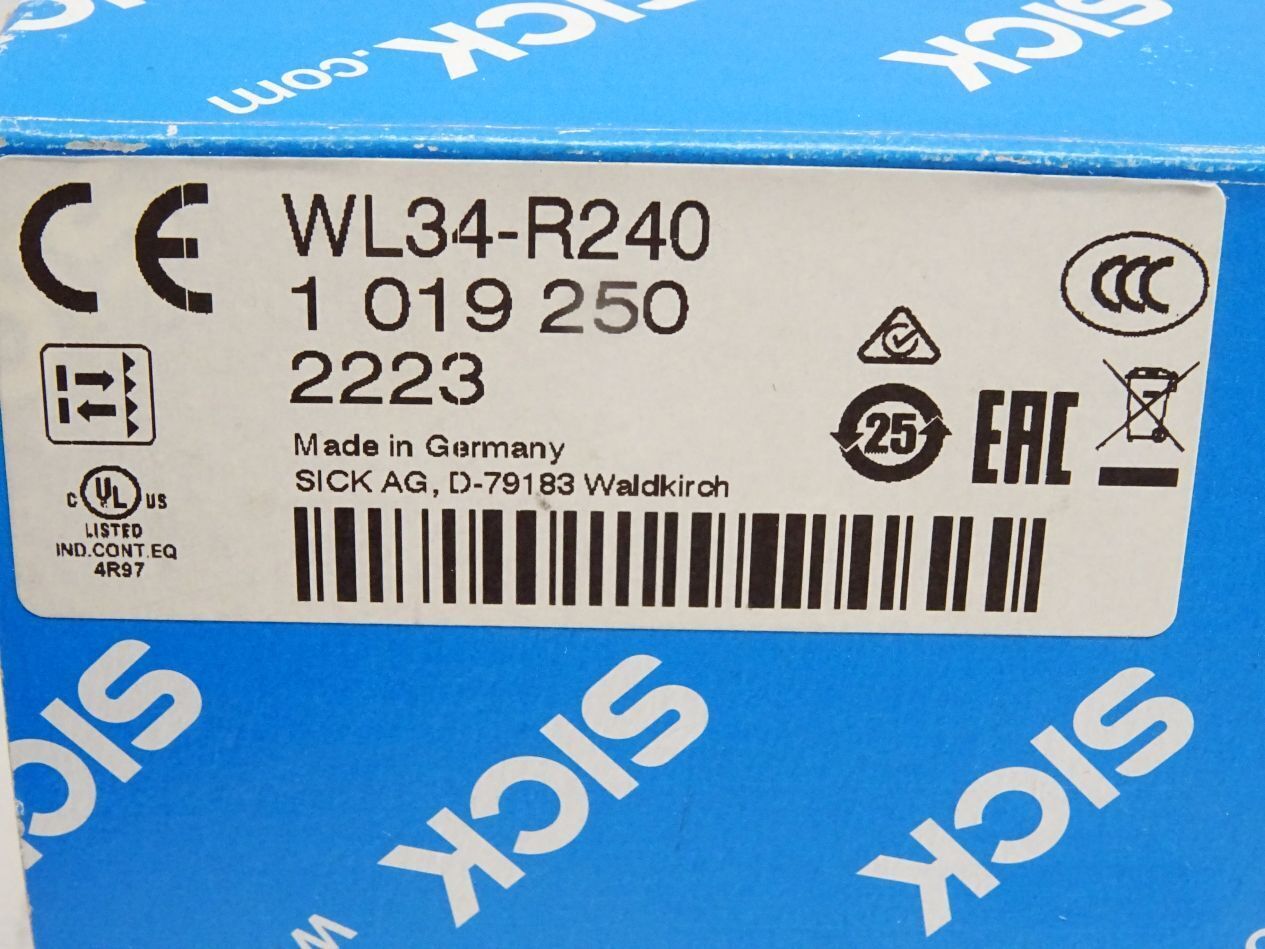 SICK
SICK
.com
CE
WL34-R240
1 019 250
2223
Made in Germany
SICK AG, D-79183 Waldkirch
C UL US
LISTED
IND.CONT.EQ
4R97
CCC
25
EAC
SICK
SICK
SICK
w